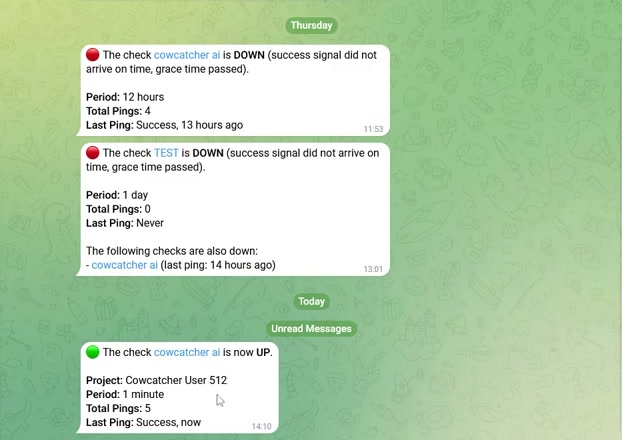 Thursday
The check cowcatcher ai is DOWN (success signal did not
arrive on time, grace time passed).
Period: 12 hours
Total Pings: 4
Last Ping: Success, 13 hours ago
11:53
The check TEST is DOWN (success signal did not arrive on
time, grace time passed).
Period: 1 day
Total Pings: 0
Last Ping: Never
The following checks are also down:
- cowcatcher ai (last ping: 14 hours ago)
13:01
Today
Unread Messages
The check cowcatcher ai is now UP.
Project: Cowcatcher User 512
Period: 1 minute
Total Pings: 5
Last Ping: Success, now
14:10